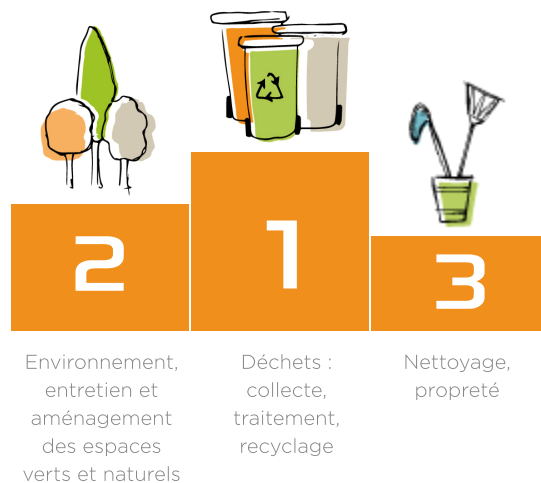 2
1
3
Environnement,
entretien et
aménagement
des espaces
verts et naturels
Déchets :
collecte,
traitement,
recyclage
Nettoyage,
propreté